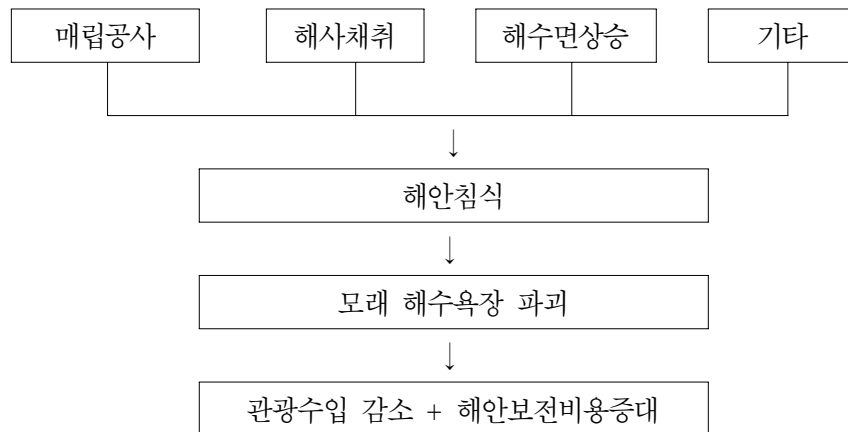 매립공사 해사채취 해수면상승 기타
↓
해안침식
↓
모래 해수욕장 파괴
↓
관광수입 감소 + 해안보전비용증대